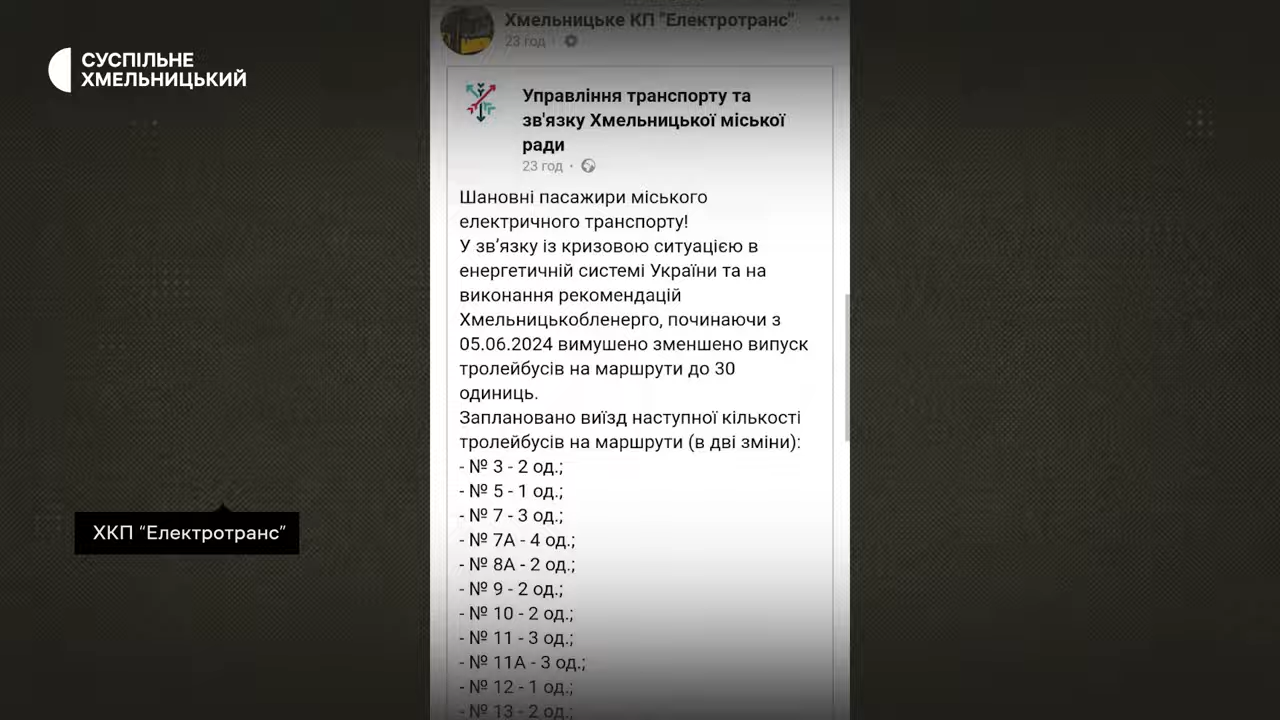 СУСПІЛЬНЕ
ХМЕЛЬНИЦЬКИЙ
Хмельницьке КП "Електротранс"
23 год
Управління транспорту та
зв'язку Хмельницької міської
ради
23 год ·
Шановні пасажири міського
електричного транспорту!
У зв’язку із кризовою ситуацією в
енергетичній системі України та на
виконання рекомендацій
Хмельницькобленерго, починаючи з
05.06.2024 вимушено зменшено випуск
тролейбусів на маршрути до 30
одиниць.
Заплановано виїзд наступної кількості
тролейбусів на маршрути (в дві зміни):
- № 3 - 2 од.;
- № 5 - 1 од.;
- № 7 - 3 од.;
- № 7А - 4 од.;
- № 8А - 2 од.;
- № 9 - 2 од.;
- № 10 - 2 од.;
- № 11 - 3 од.;
- № 11А - 3 од.;
- № 12 - 1 од.;
- № 13 - 2 од.;
ХКП “Електротранс”